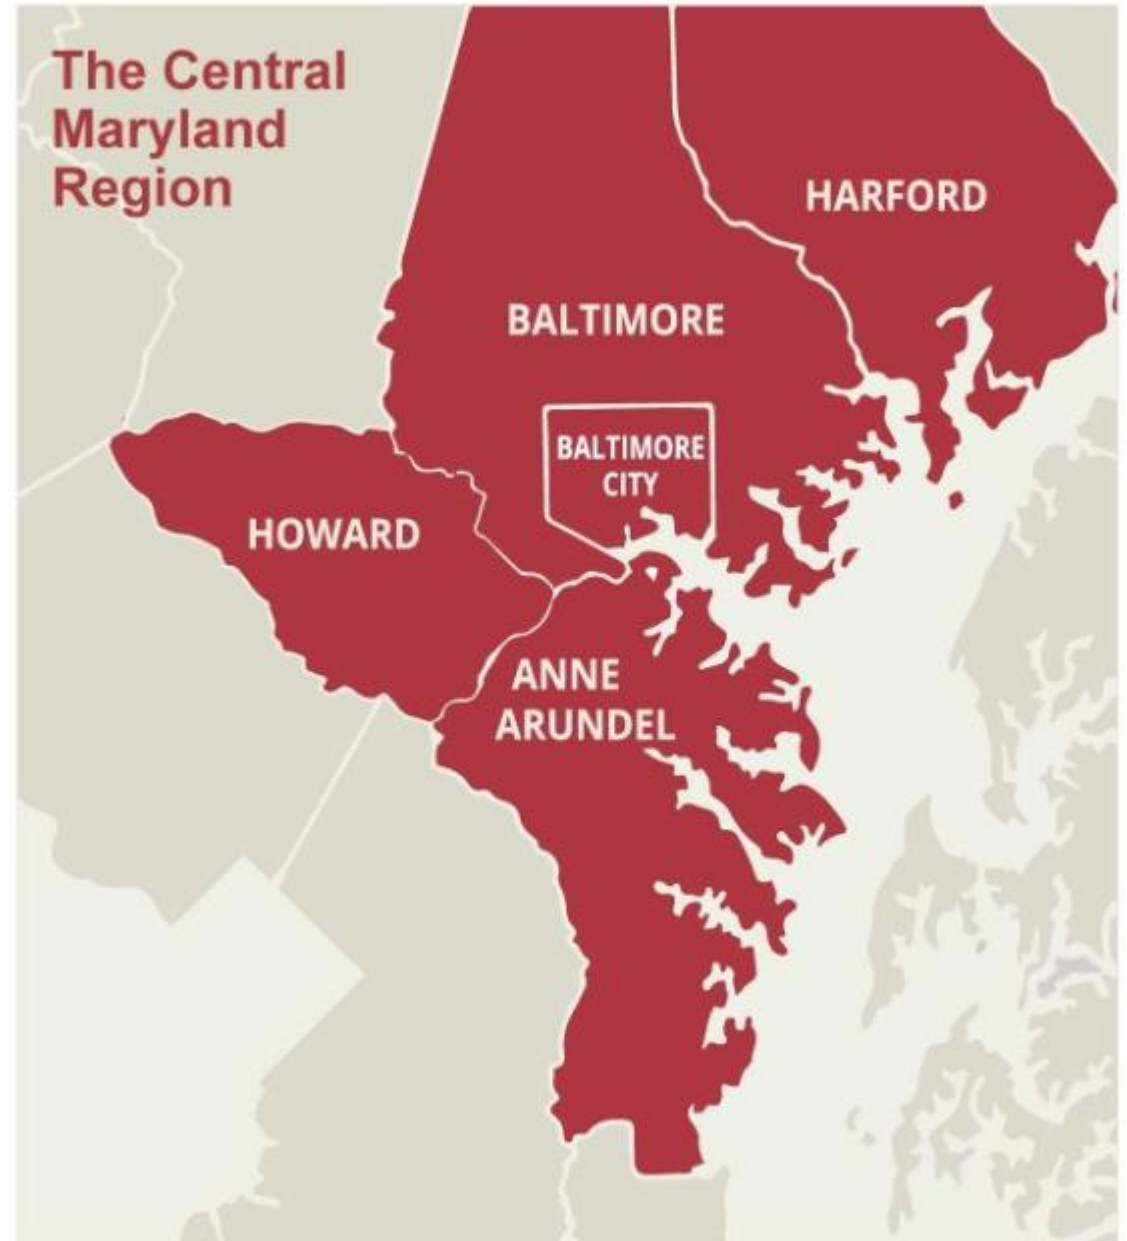 The Central
Maryland
Region
HARFORD
BALTIMORE
BALTIMORE
CITY
HOWARD
ANNE
ARUNDEL